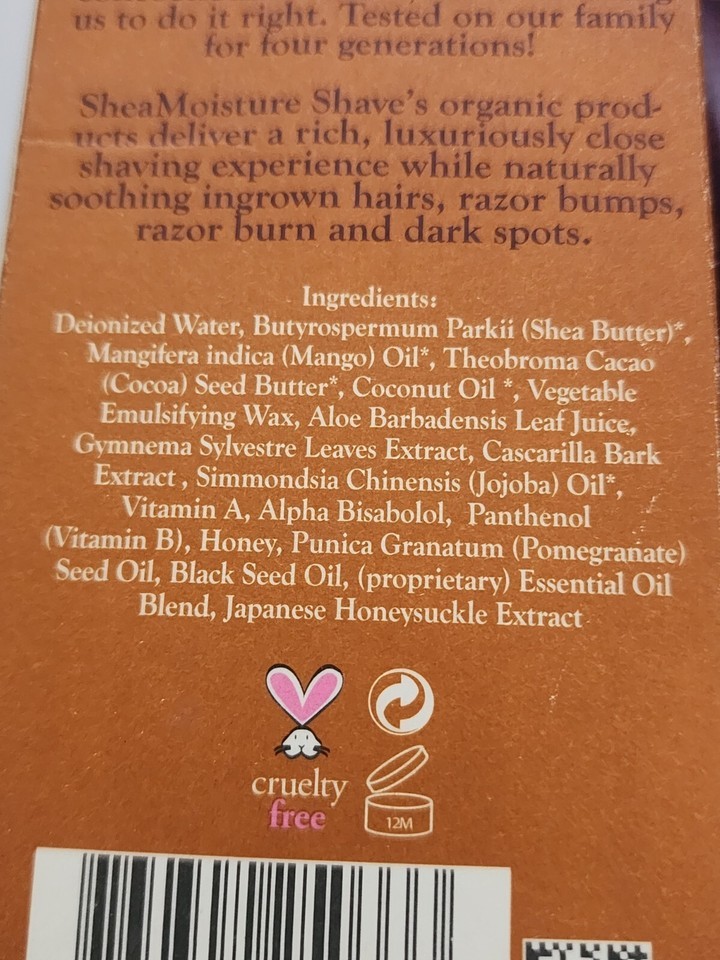 us to do it right. Tested on our family
for four generations!
SheaMoisture Shave's organic prod-
ucts deliver a rich, luxuriously close
shaving experience while naturally
soothing ingrown hairs, razor bumps,
razor burn and dark spots.
Ingredients:
Deionized Water, Butyrospermum Parkii (Shea Butter)*,
Mangifera indica (Mango) Oil*, Theobroma Cacao
(Cocoa) Seed Butter*, Coconut Oil *, Vegetable
Emulsifying Wax, Aloe Barbadensis Leaf Juice,
Gymnema Sylvestre Leaves Extract, Cascarilla Bark
Extract , Simmondsia Chinensis (Jojoba) Oil*,
Vitamin A, Alpha Bisabolol, Panthenol
(Vitamin B), Honey, Punica Granatum (Pomegranate)
Seed Oil, Black Seed Oil, (proprietary) Essential Oil
Blend, Japanese Honeysuckle Extract
cruelty
free
12M